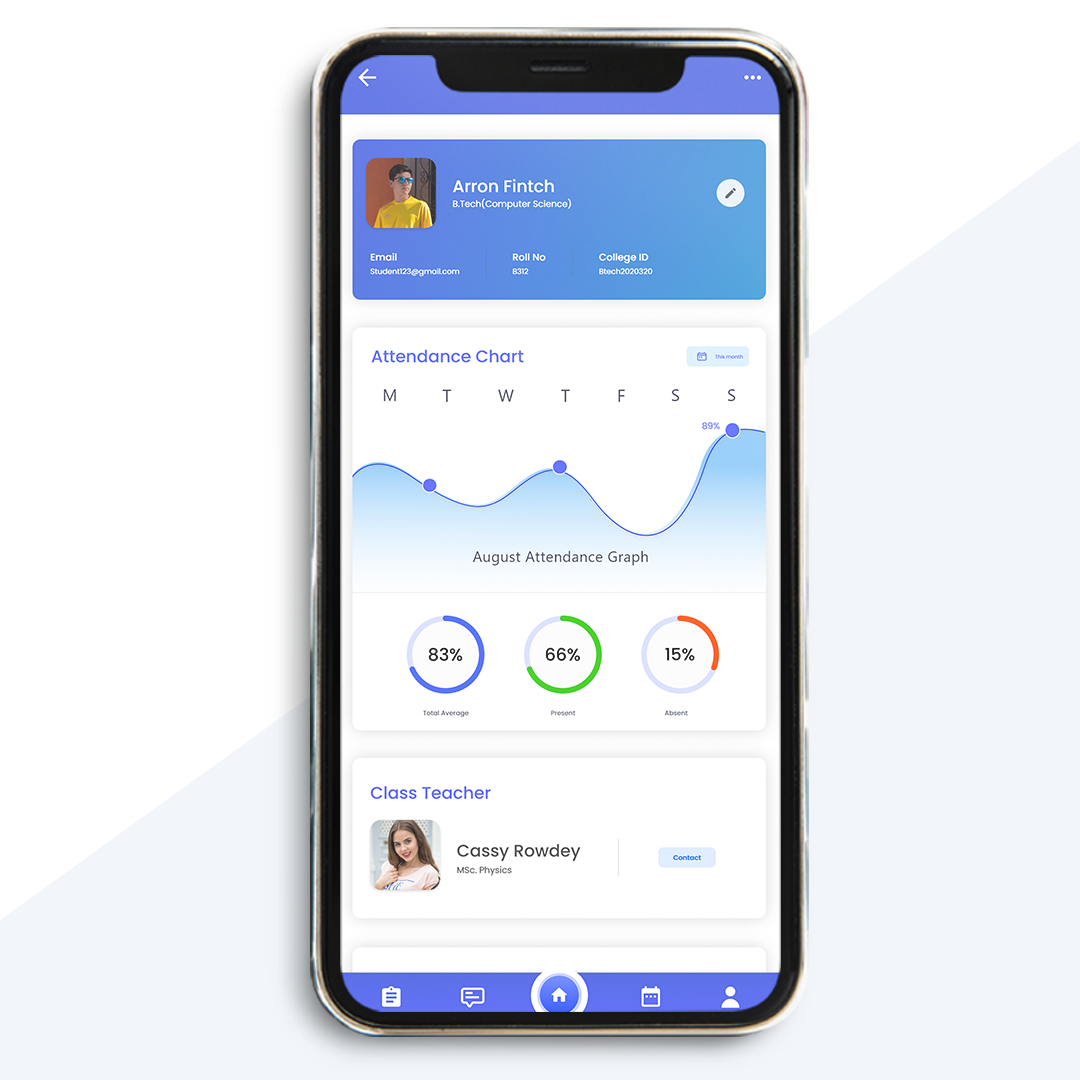 Arron Fintch
B.Tech(Computer Science)
Email Roll No College ID
Student123@gmail.com 8312 Btech2020320
Attendance Chart This month
M T W T F S S
89%
August Attendance Graph
83% 66% 15%
Total Average Present Absent
Class Teacher
Cassy Rowdey
MSc. Physics
Contact